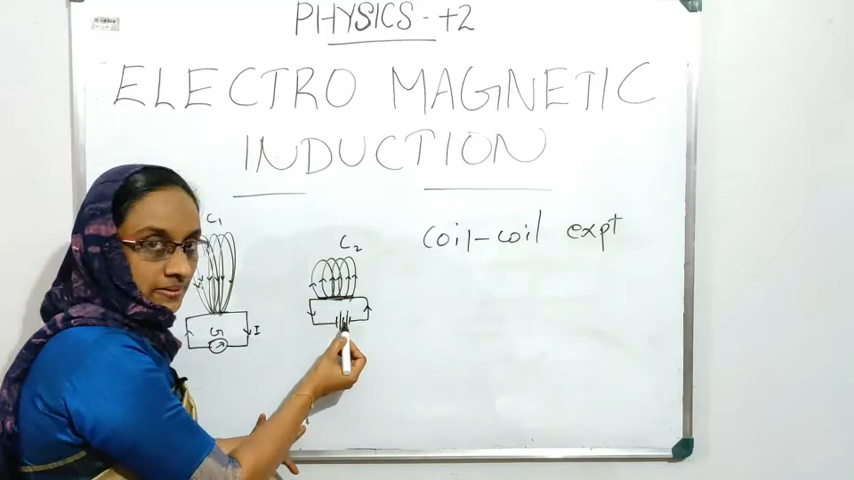 PHYSICS - +2
ELECTRO MAGNETIC
INDUCTION
C1
C2
coil-coil expt
G
I